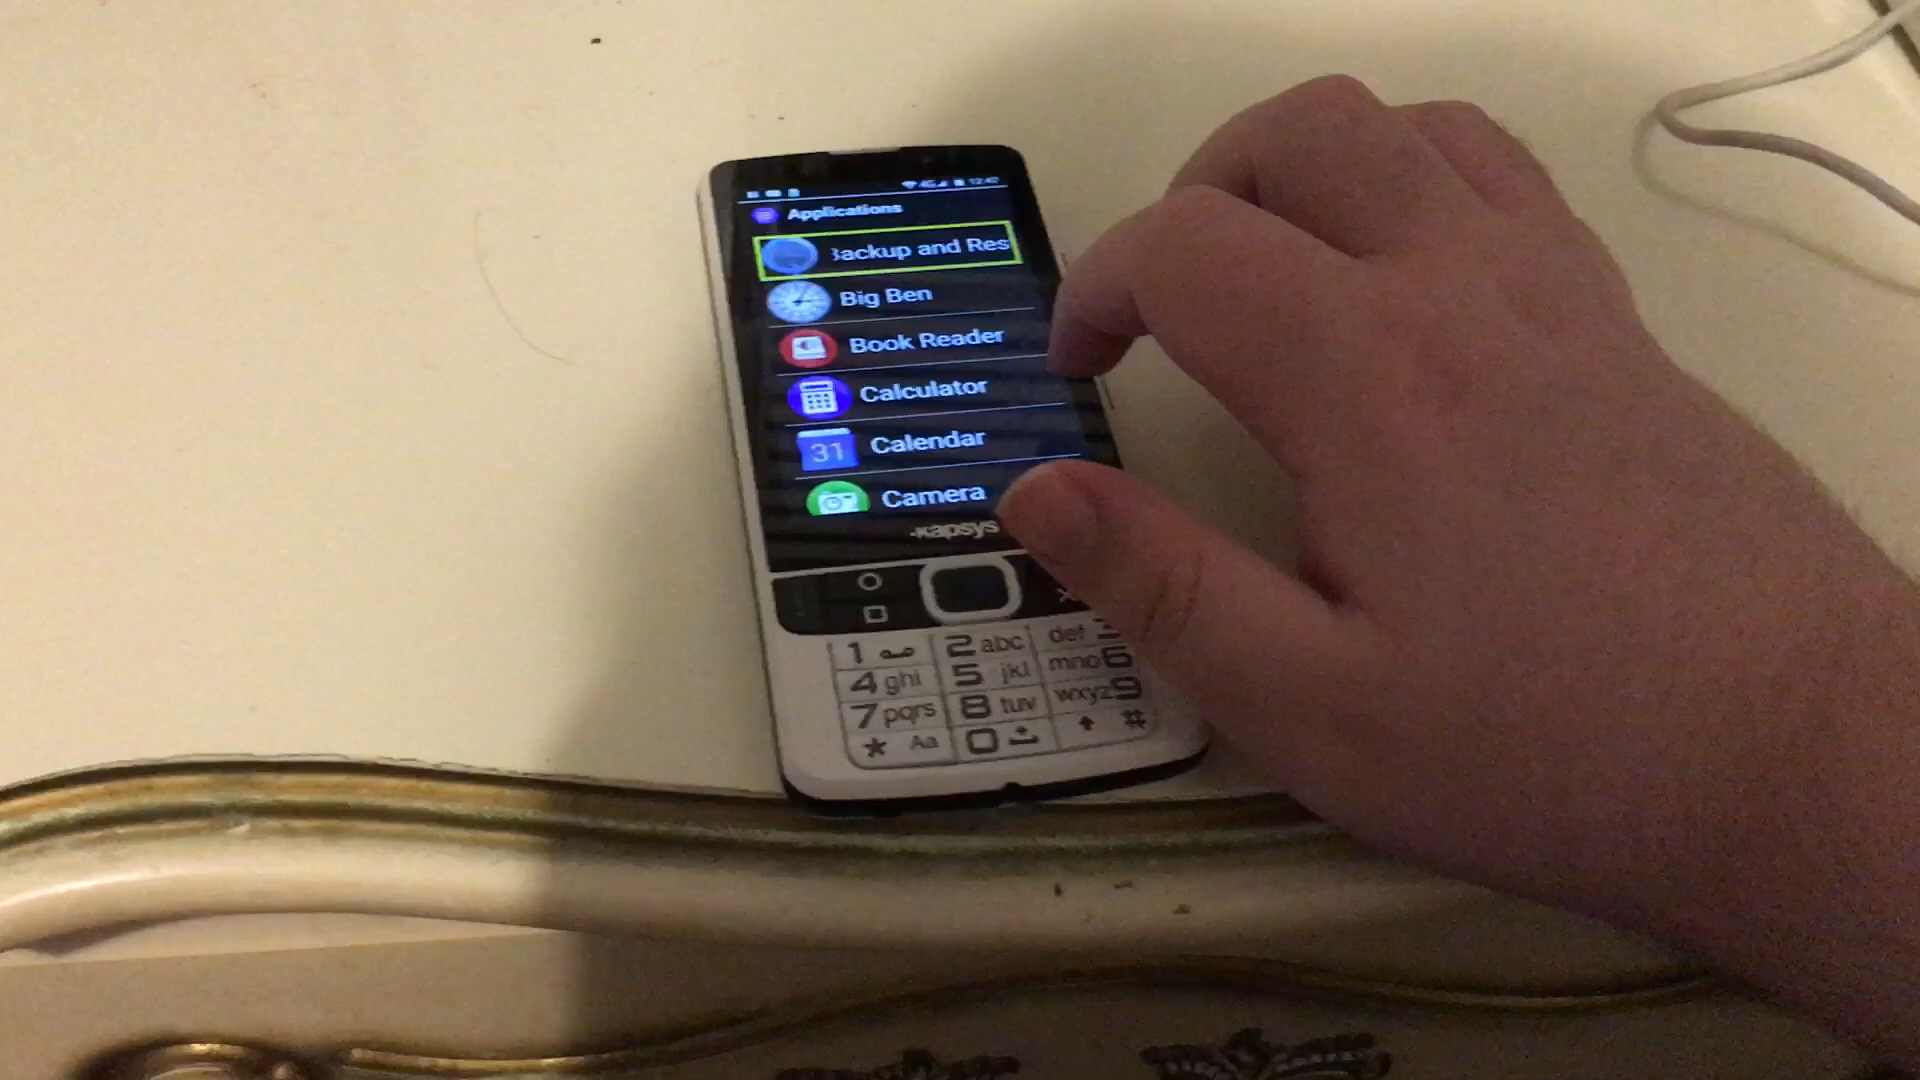 Applications
Backup and Res
Big Ben
Book Reader
Calculator
31 Calendar
Camera
kapsys
1 2 abc def 3
4 ghi 5 jkl mno 6
7 pqrs 8 tuv wxyz 9
* Aa 0 #